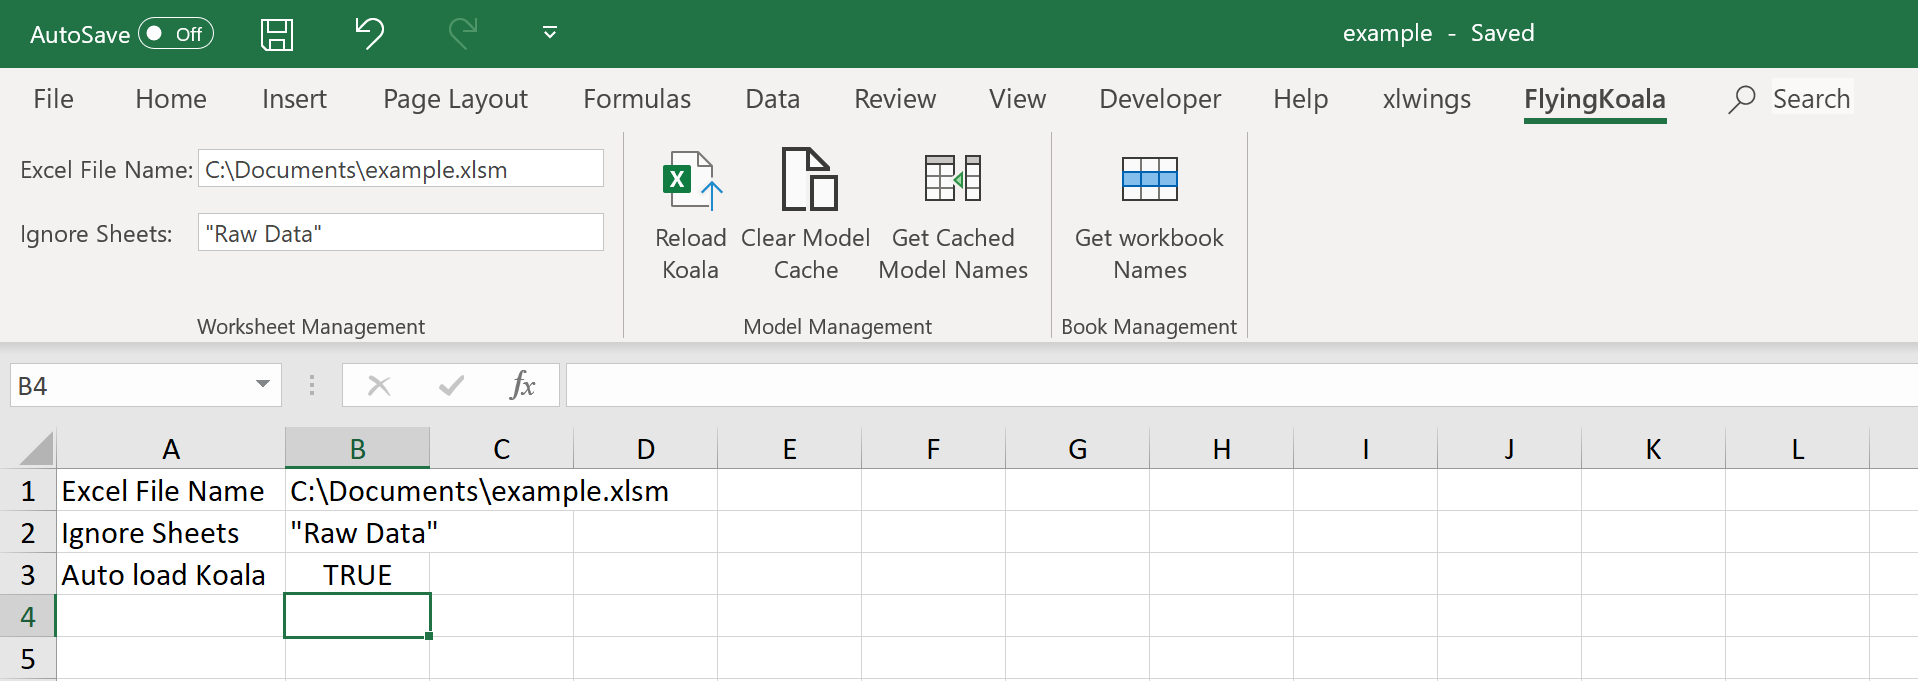 AutoSave Off example - Saved
File Home Insert Page Layout Formulas Data Review View Developer Help xlwings FlyingKoala Search
Excel File Name: C:\Documents\example.xlsm
Ignore Sheets: "Raw Data"
Worksheet Management
X
Reload
Koala
Clear Model
Cache
Get Cached
Model Names
Model Management
Get workbook
Names
Book Management
B4 fx
A B C D E F G H I J K L
1 Excel File Name C:\Documents\example.xlsm
2 Ignore Sheets "Raw Data"
3 Auto load Koala TRUE
4
5